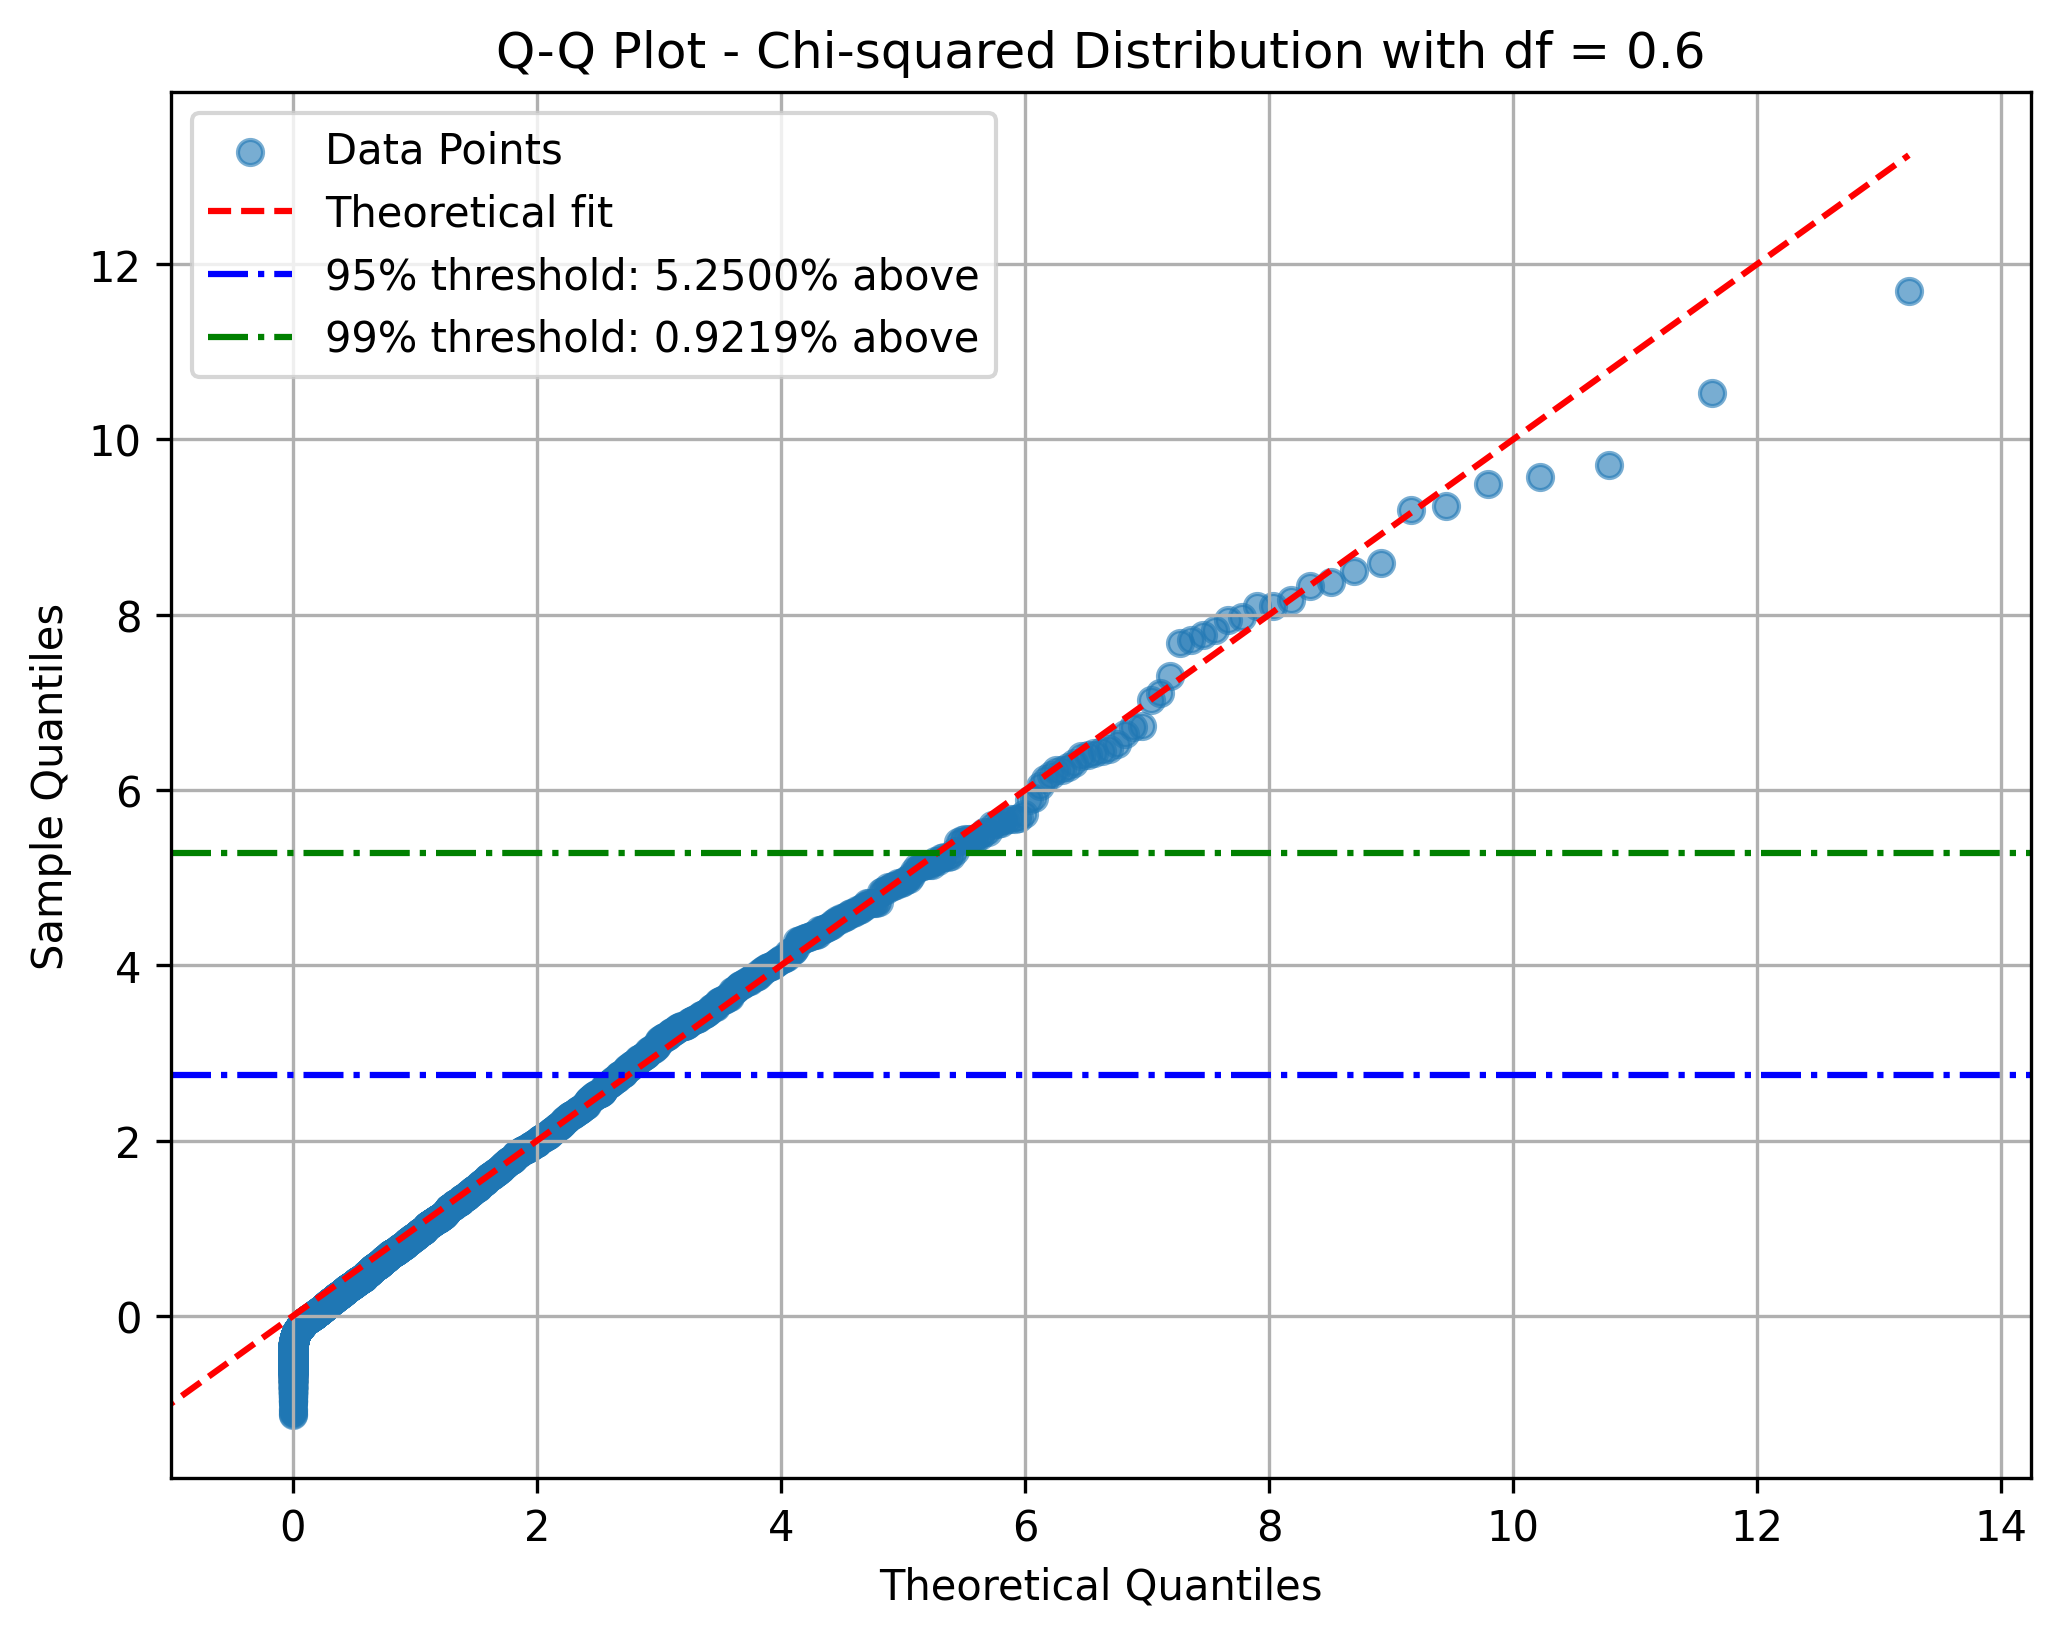 Q-Q Plot - Chi-squared Distribution with df = 0.6
Data Points
Theoretical fit
95% threshold: 5.2500% above
99% threshold: 0.9219% above
12
10
8
6
4
2
0
Sample Quantiles
0 2 4 6 8 10 12 14
Theoretical Quantiles